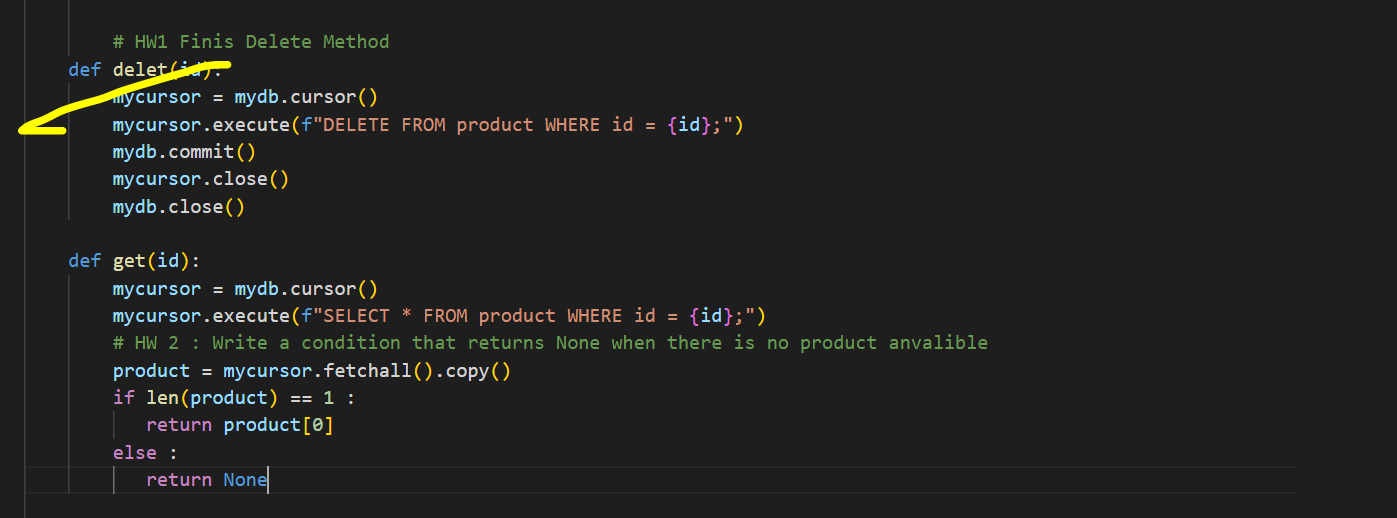 # HW1 Finis Delete Method
def delet(id):
mycursor = mydb.cursor()
mycursor.execute(f"DELETE FROM product WHERE id = {id};")
mydb.commit()
mycursor.close()
mydb.close()
def get(id):
mycursor = mydb.cursor()
mycursor.execute(f"SELECT * FROM product WHERE id = {id};")
# HW 2 : Write a condition that returns None when there is no product anvalible
product = mycursor.fetchall().copy()
if len(product) == 1 :
return product[0]
else :
return None